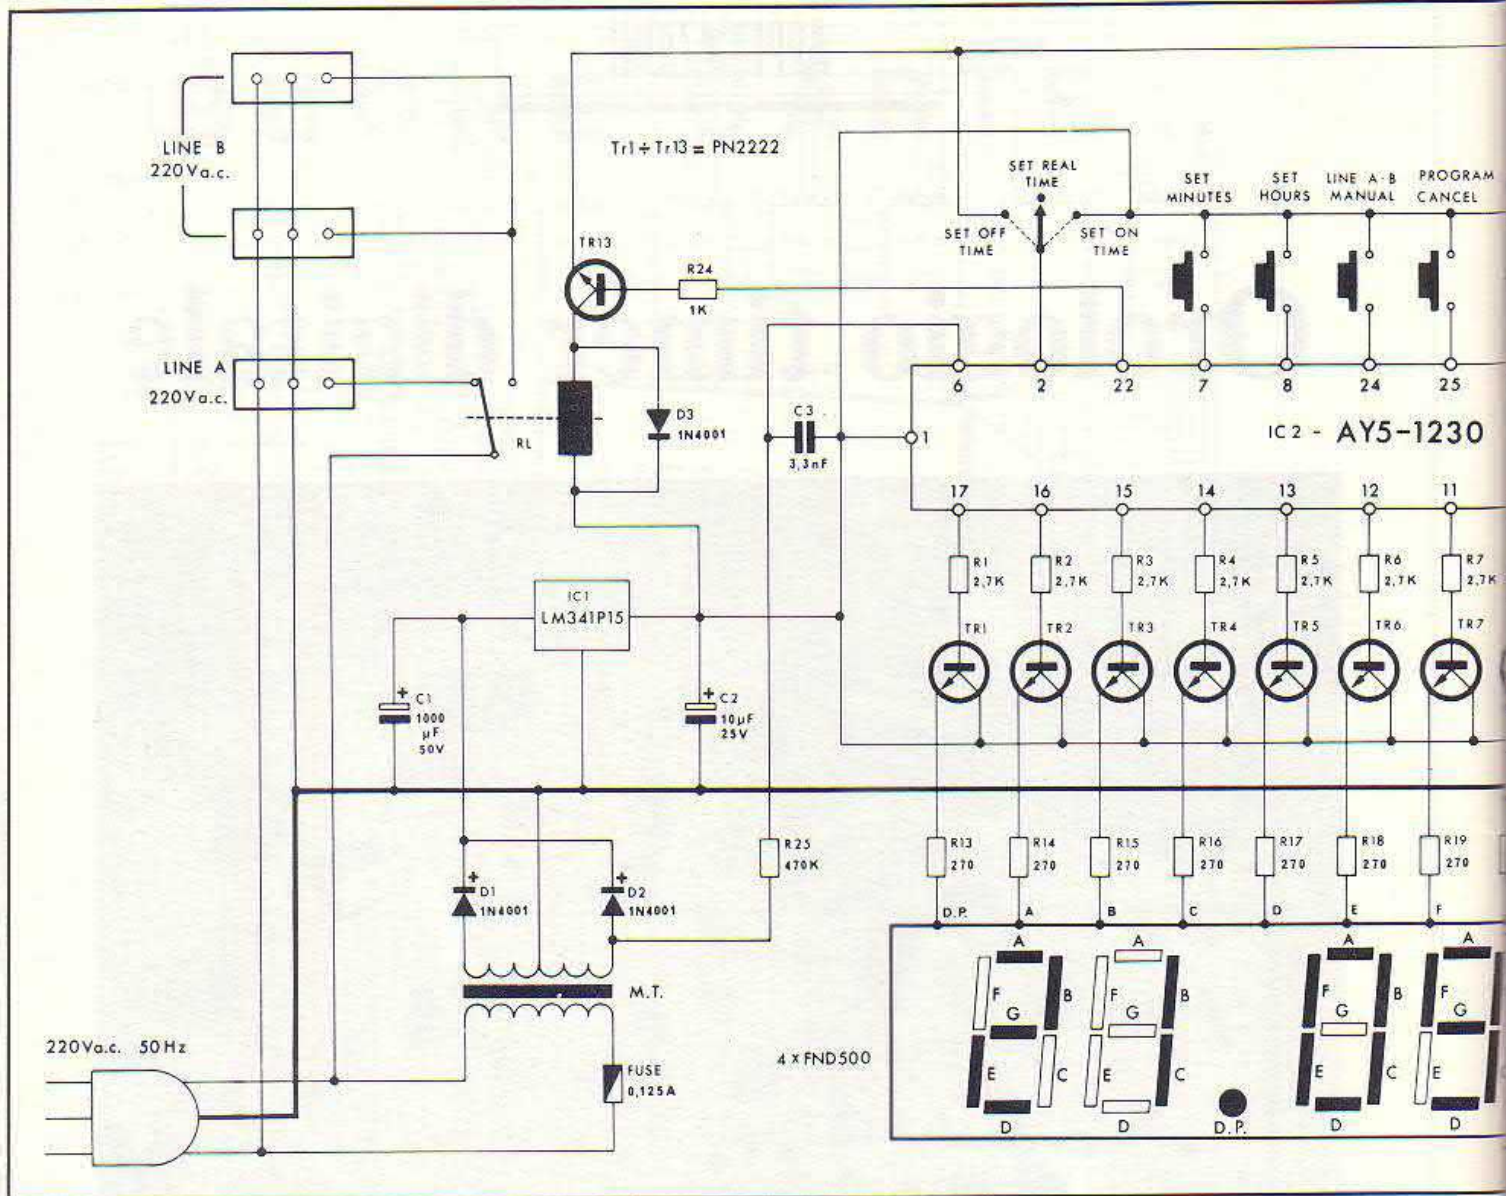 LINE B
220Va.c.
Tr1÷Tr13 = PN2222
SET REAL
TIME
SET OFF
TIME
SET ON
TIME
SET
MINUTES
SET
HOURS
LINE A-B
MANUAL
PROGRAM
CANCEL
TR13
R24
1K
LINE A
220Va.c.
RL
D3
1N4001
C3
3,3nF
6
2
22
7
8
24
25
1
IC2 - AY5-1230
17
16
15
14
13
12
11
R1
2,7K
R2
2,7K
R3
2,7K
R4
2,7K
R5
2,7K
R6
2,7K
R7
2,7K
IC1
LM341P15
TR1
TR2
TR3
TR4
TR5
TR6
TR7
+
C1
1000
µF
50V
+
C2
10µF
25V
R25
470K
R13
270
R14
270
R15
270
R16
270
R17
270
R18
270
R19
270
+
D1
1N4001
+
D2
1N4001
D.P.
A
B
C
D
E
F
M.T.
220Va.c. 50Hz
FUSE
0,125A
4 x FND500
A
F
B
G
E
C
D
A
F
B
G
E
C
D
D.P.
A
F
B
G
E
C
D
A
F
G
E
D